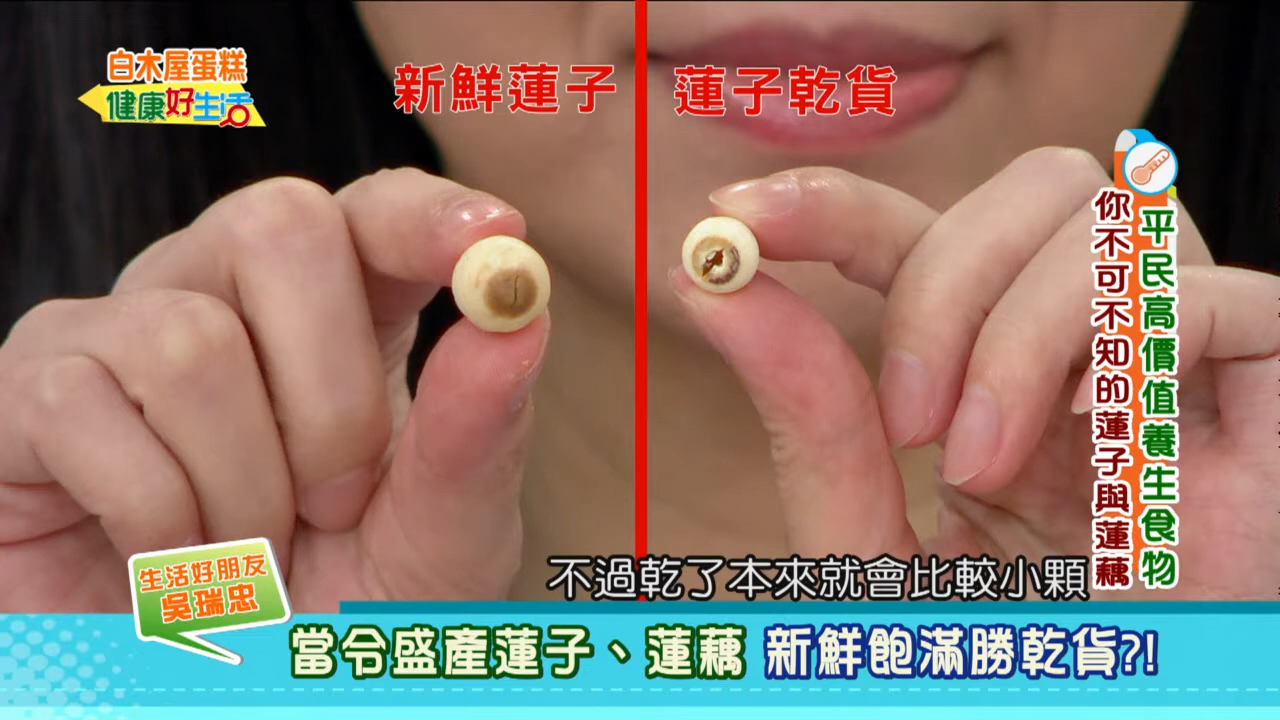 白木屋蛋糕
健康好生活
新鮮蓮子
蓮子乾貨
平民高價值養生食物
你不可不知的蓮子與蓮藕
不過乾了本來就會比較小顆
生活好朋友
吳瑞忠
當令盛產蓮子、蓮藕 新鮮飽滿勝乾貨?!